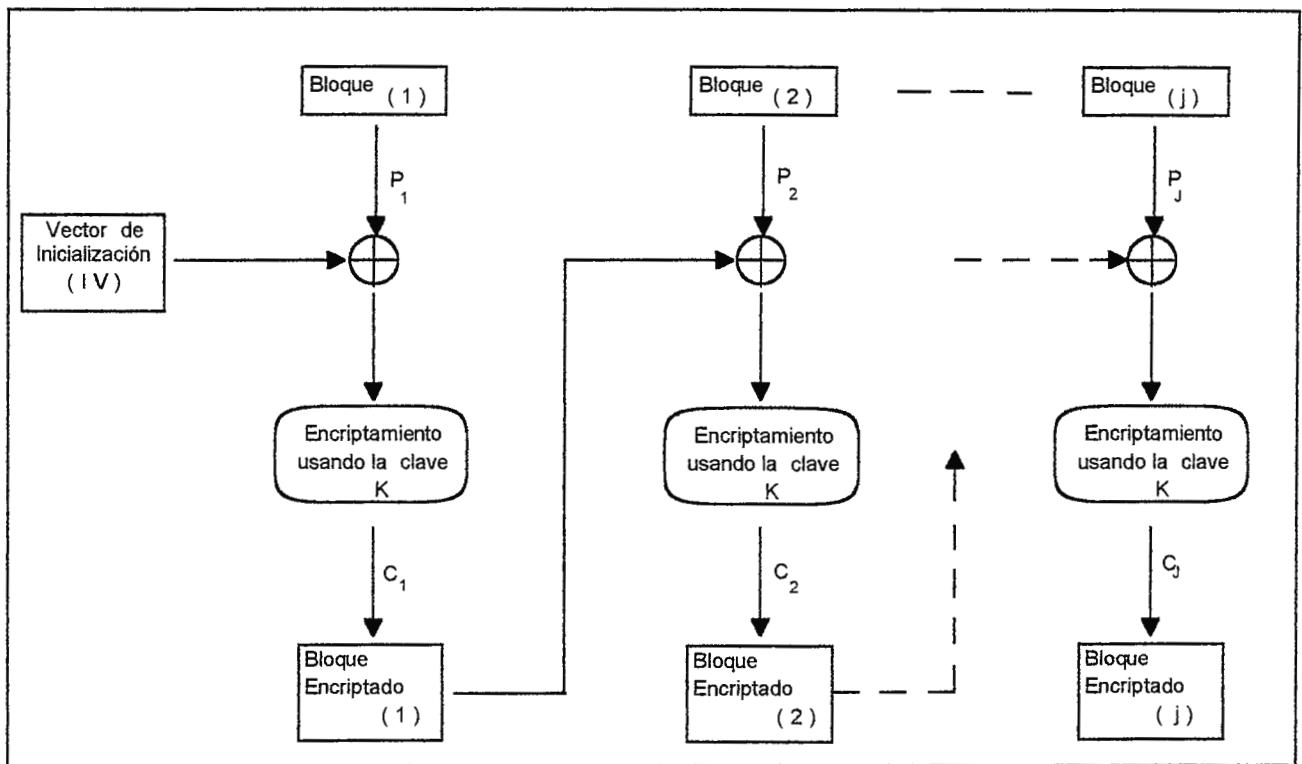 Bloque ( 1 )
Bloque ( 2 )
Bloque ( j )
P1
P2
PJ
Vector de
Inicialización
( I V )
Encriptamiento
usando la clave
K
Encriptamiento
usando la clave
K
Encriptamiento
usando la clave
K
C1
C2
CJ
Bloque
Encriptado
( 1 )
Bloque
Encriptado
( 2 )
Bloque
Encriptado
( j )